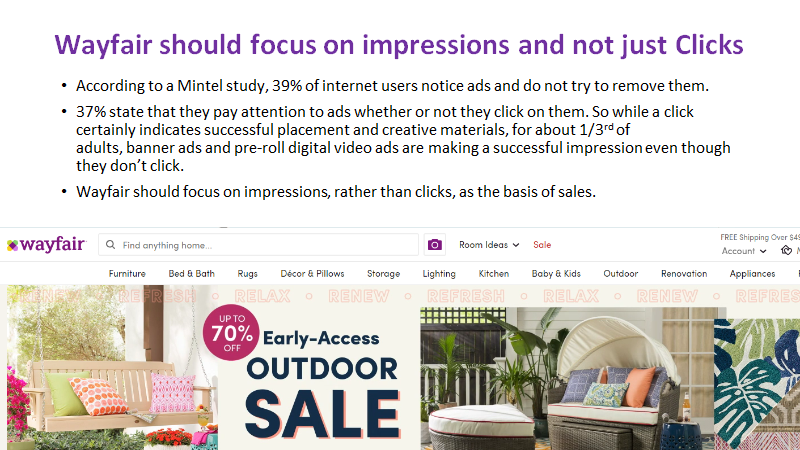 Wayfair should focus on impressions and not just Clicks
• According to a Mintel study, 39% of internet users notice ads and do not try to remove them.
• 37% state that they pay attention to ads whether or not they click on them. So while a click
certainly indicates successful placement and creative materials, for about 1/3rd of
adults, banner ads and pre-roll digital video ads are making a successful impression even though
they don't click.
• Wayfair should focus on impressions, rather than clicks, as the basis of sales.
FREE Shipping Over $49
wayfair
Find anything home...
Room Ideas
Sale
Account
Furniture Bed & Bath Rugs Décor & Pillows Storage Lighting Kitchen Baby & Kids Outdoor Renovation Appliances
RENEW • REFRESH • RELAX • RENEW • REFRESH • RELAX • RENEW • REFRES
UP TO
70%
OFF
Early-Access
OUTDOOR
SALE